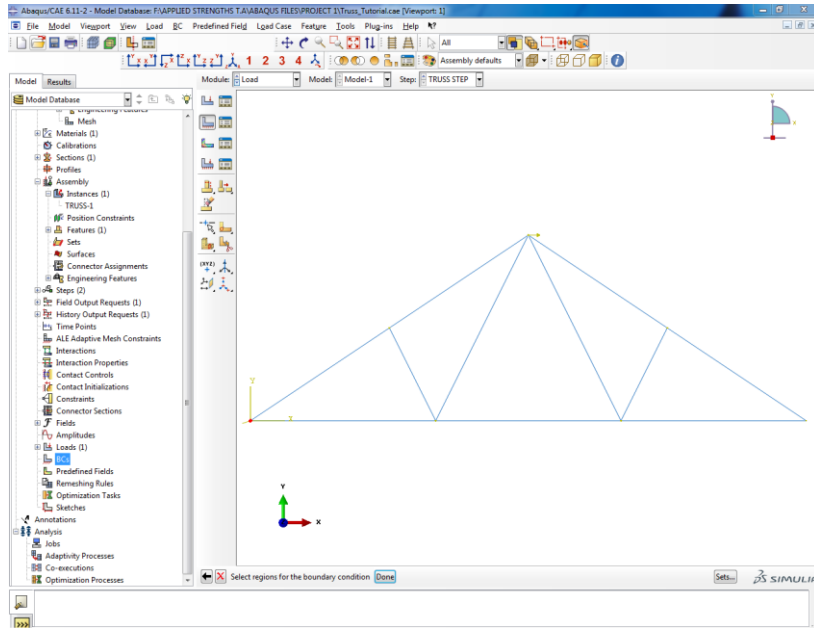 Abaqus/CAE 6.11-2 - Model Database: F:\APPLIED STRENGTHS T.A\ABAQUS FILES\PROJECT 1\Truss_Tutorial.cae [Viewport: 1]
File Model Viewport View Load BC Predefined Field Load Case Feature Tools Plug-ins Help
All
1 2 3 4 Assembly defaults
Model Results Module: Load Model: Model-1 Step: TRUSS STEP
Model Database
Engineering Features
Mesh
Materials (1)
Calibrations
Sections (1)
Profiles
Assembly
Instances (1)
TRUSS-1
Position Constraints
Features (1)
Sets
Surfaces
Connector Assignments
Engineering Features
Steps (2)
Field Output Requests (1)
History Output Requests (1)
Time Points
ALE Adaptive Mesh Constraints
Interactions
Interaction Properties
Contact Controls
Contact Initializations
Constraints
Connector Sections
Fields
Amplitudes
Loads (1)
BCs
Predefined Fields
Remeshing Rules
Optimization Tasks
Sketches
Annotations
Analysis
Jobs
Adaptivity Processes
Co-executions
Optimization Processes
(XYZ)
Y
Y
X
Select regions for the boundary condition Done Sets... SIMULIA
>>>